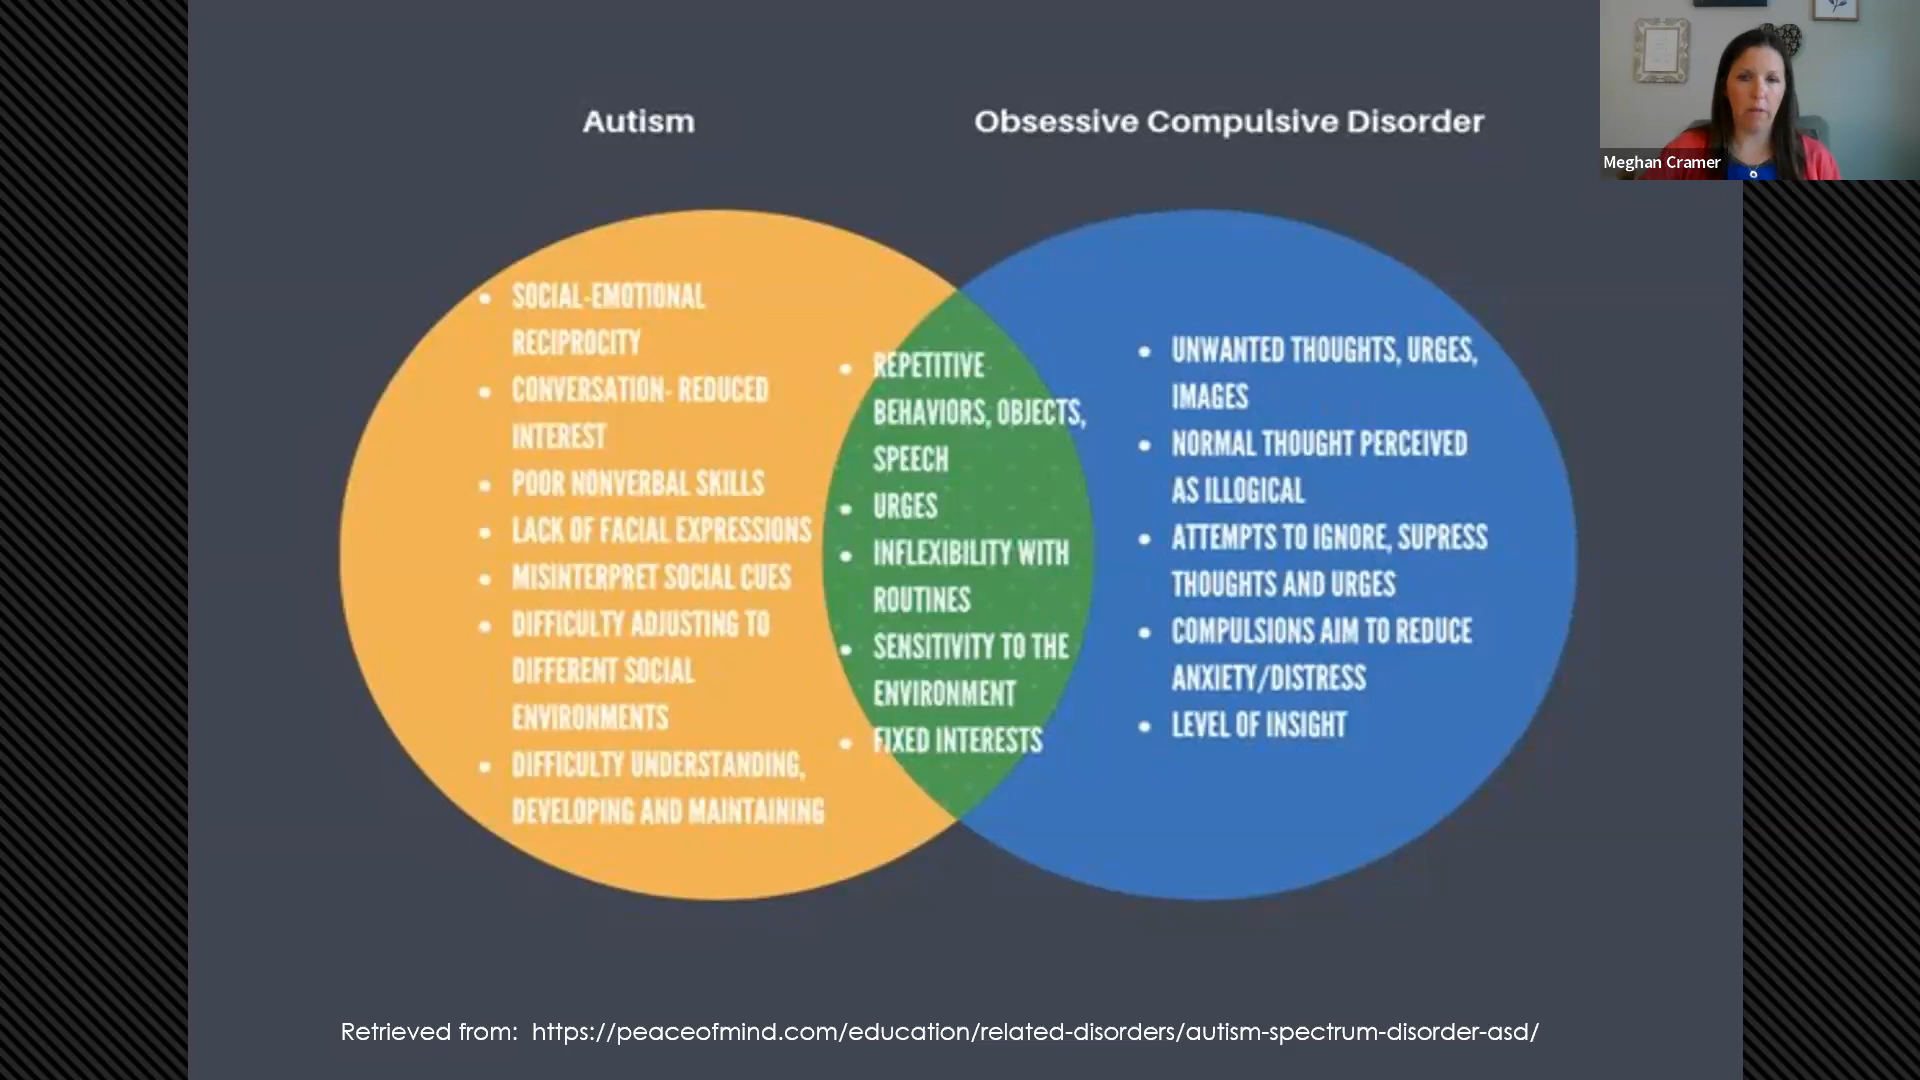 Autism
Obsessive Compulsive Disorder
Meghan Cramer
SOCIAL-EMOTIONAL
RECIPROCITY
CONVERSATION- REDUCED
INTEREST
POOR NONVERBAL SKILLS
LACK OF FACIAL EXPRESSIONS
MISINTERPRET SOCIAL CUES
DIFFICULTY ADJUSTING TO
DIFFERENT SOCIAL
ENVIRONMENTS
DIFFICULTY UNDERSTANDING,
DEVELOPING AND MAINTAINING
REPETITIVE
BEHAVIORS, OBJECTS,
SPEECH
URGES
INFLEXIBILITY WITH
ROUTINES
SENSITIVITY TO THE
ENVIRONMENT
FIXED INTERESTS
UNWANTED THOUGHTS, URGES,
IMAGES
NORMAL THOUGHT PERCEIVED
AS ILLOGICAL
ATTEMPTS TO IGNORE, SUPRESS
THOUGHTS AND URGES
COMPULSIONS AIM TO REDUCE
ANXIETY/DISTRESS
LEVEL OF INSIGHT
Retrieved from: https://peaceofmind.com/education/related-disorders/autism-spectrum-disorder-asd/